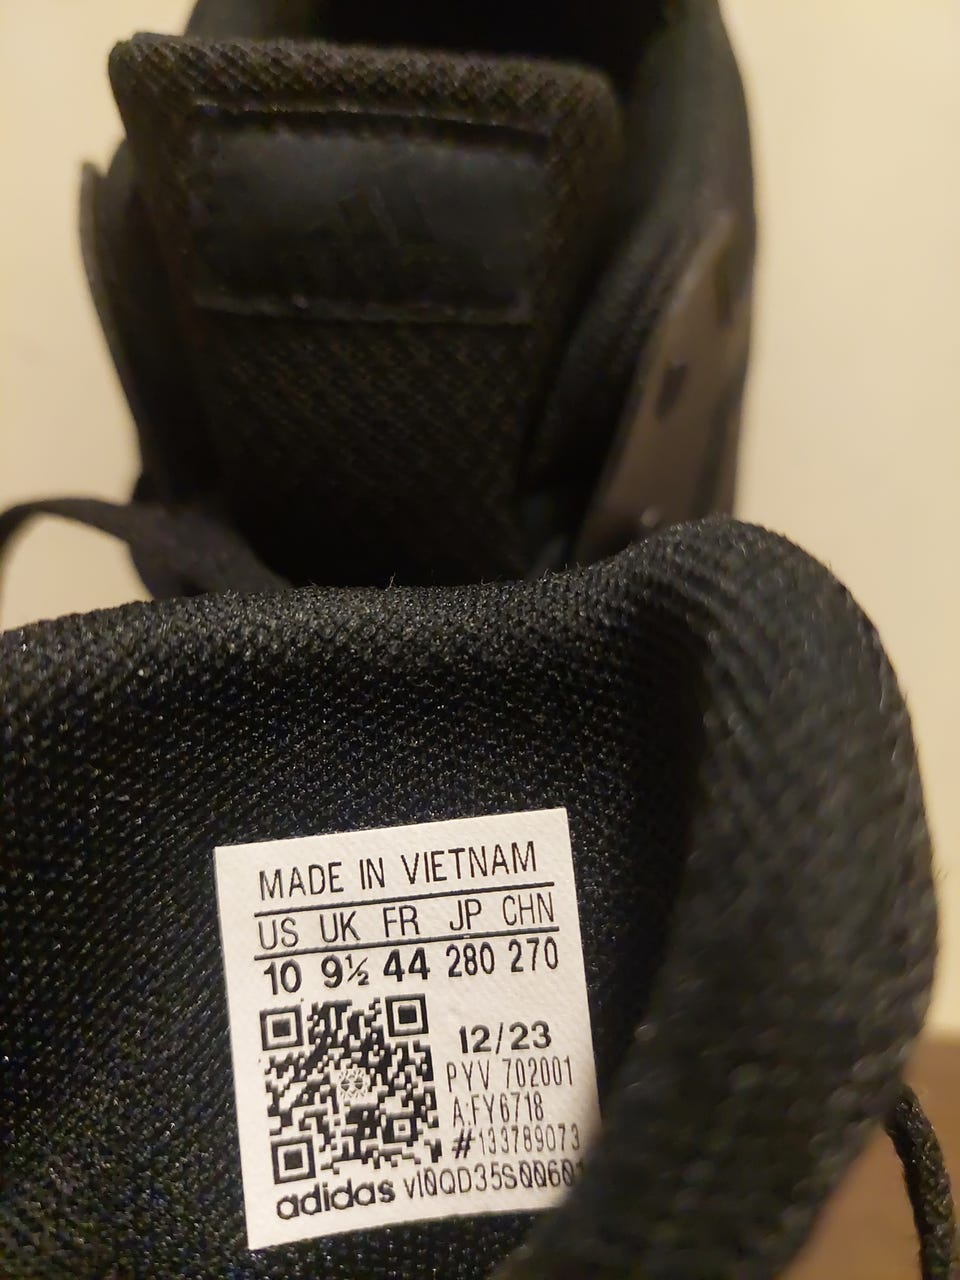 MADE IN VIETNAM
US UK FR JP CHN
10 9½ 44 280 270
12/23
PYV 702001
A:FY6718
#133789073
adidas